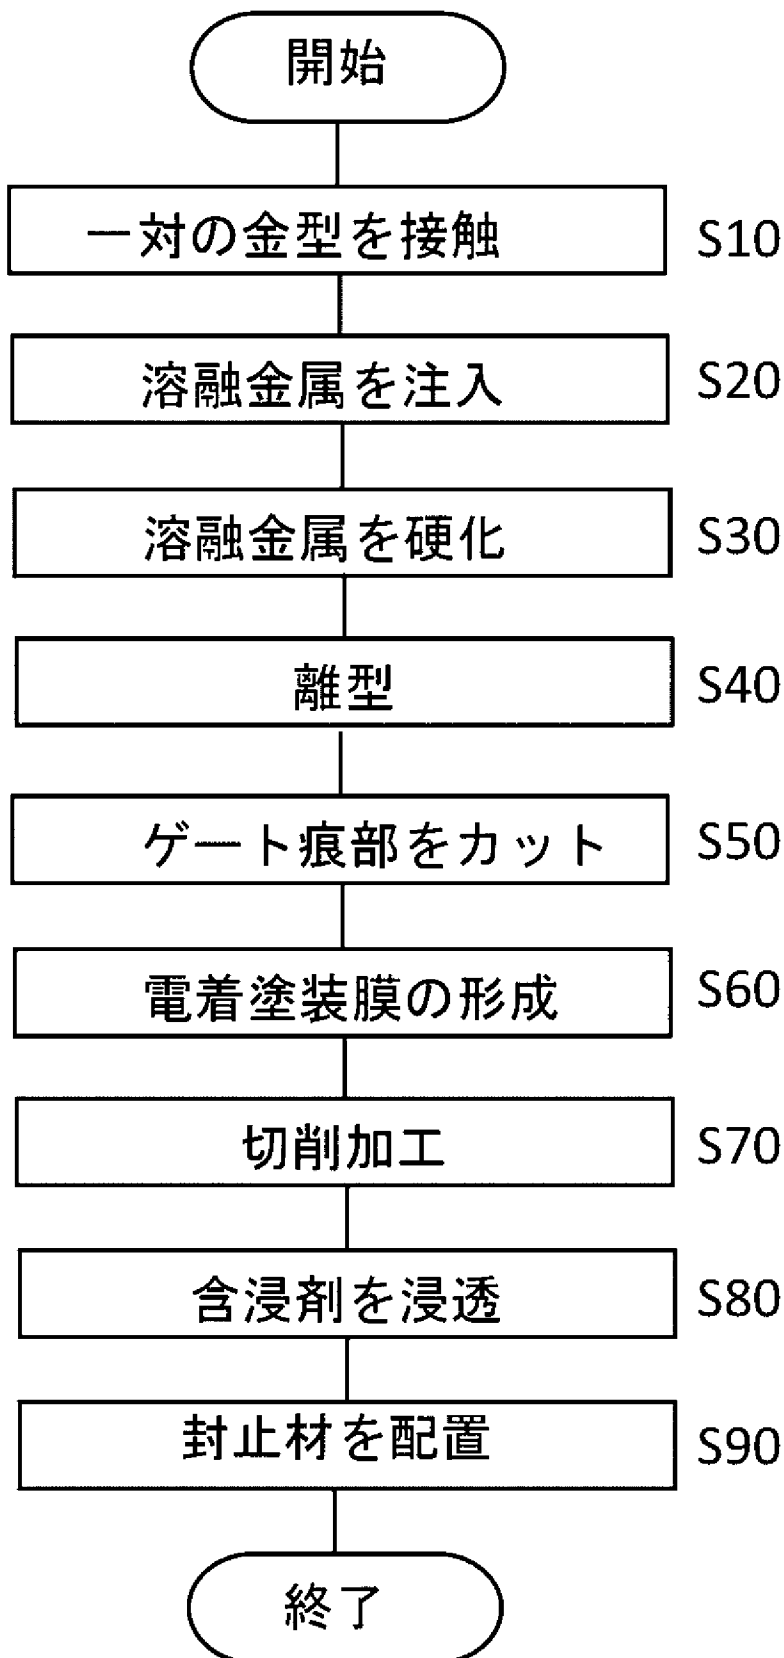 開始
一対の金型を接触 S10
溶融金属を注入 S20
溶融金属を硬化 S30
離型 S40
ゲート痕部をカット S50
電着塗装膜の形成 S60
切削加工 S70
含浸剤を浸透 S80
封止材を配置 S90
終了